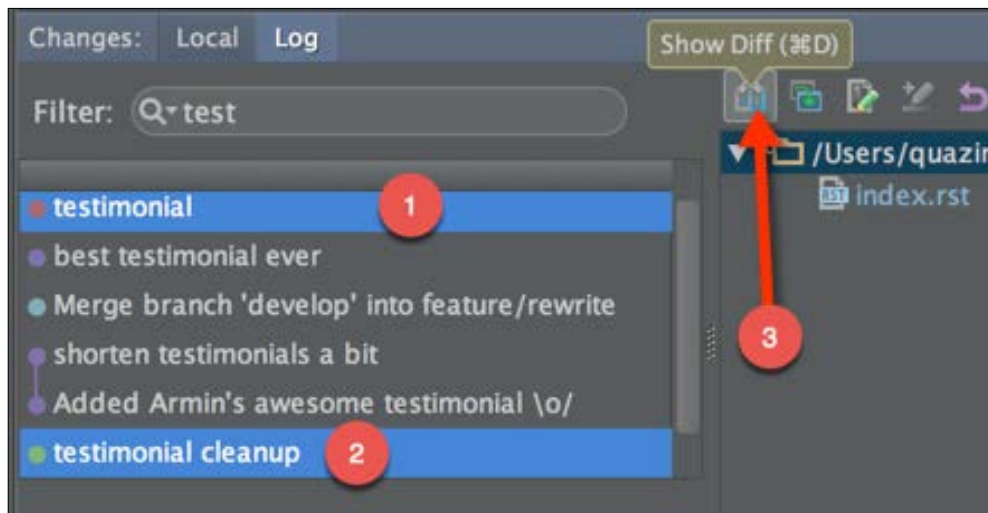 Changes: Local Log
Show Diff (⌘D)
Filter: test
/Users/quazin
index.rst
testimonial 1
best testimonial ever
Merge branch 'develop' into feature/rewrite
shorten testimonials a bit
3
Added Armin's awesome testimonial \o/
testimonial cleanup 2